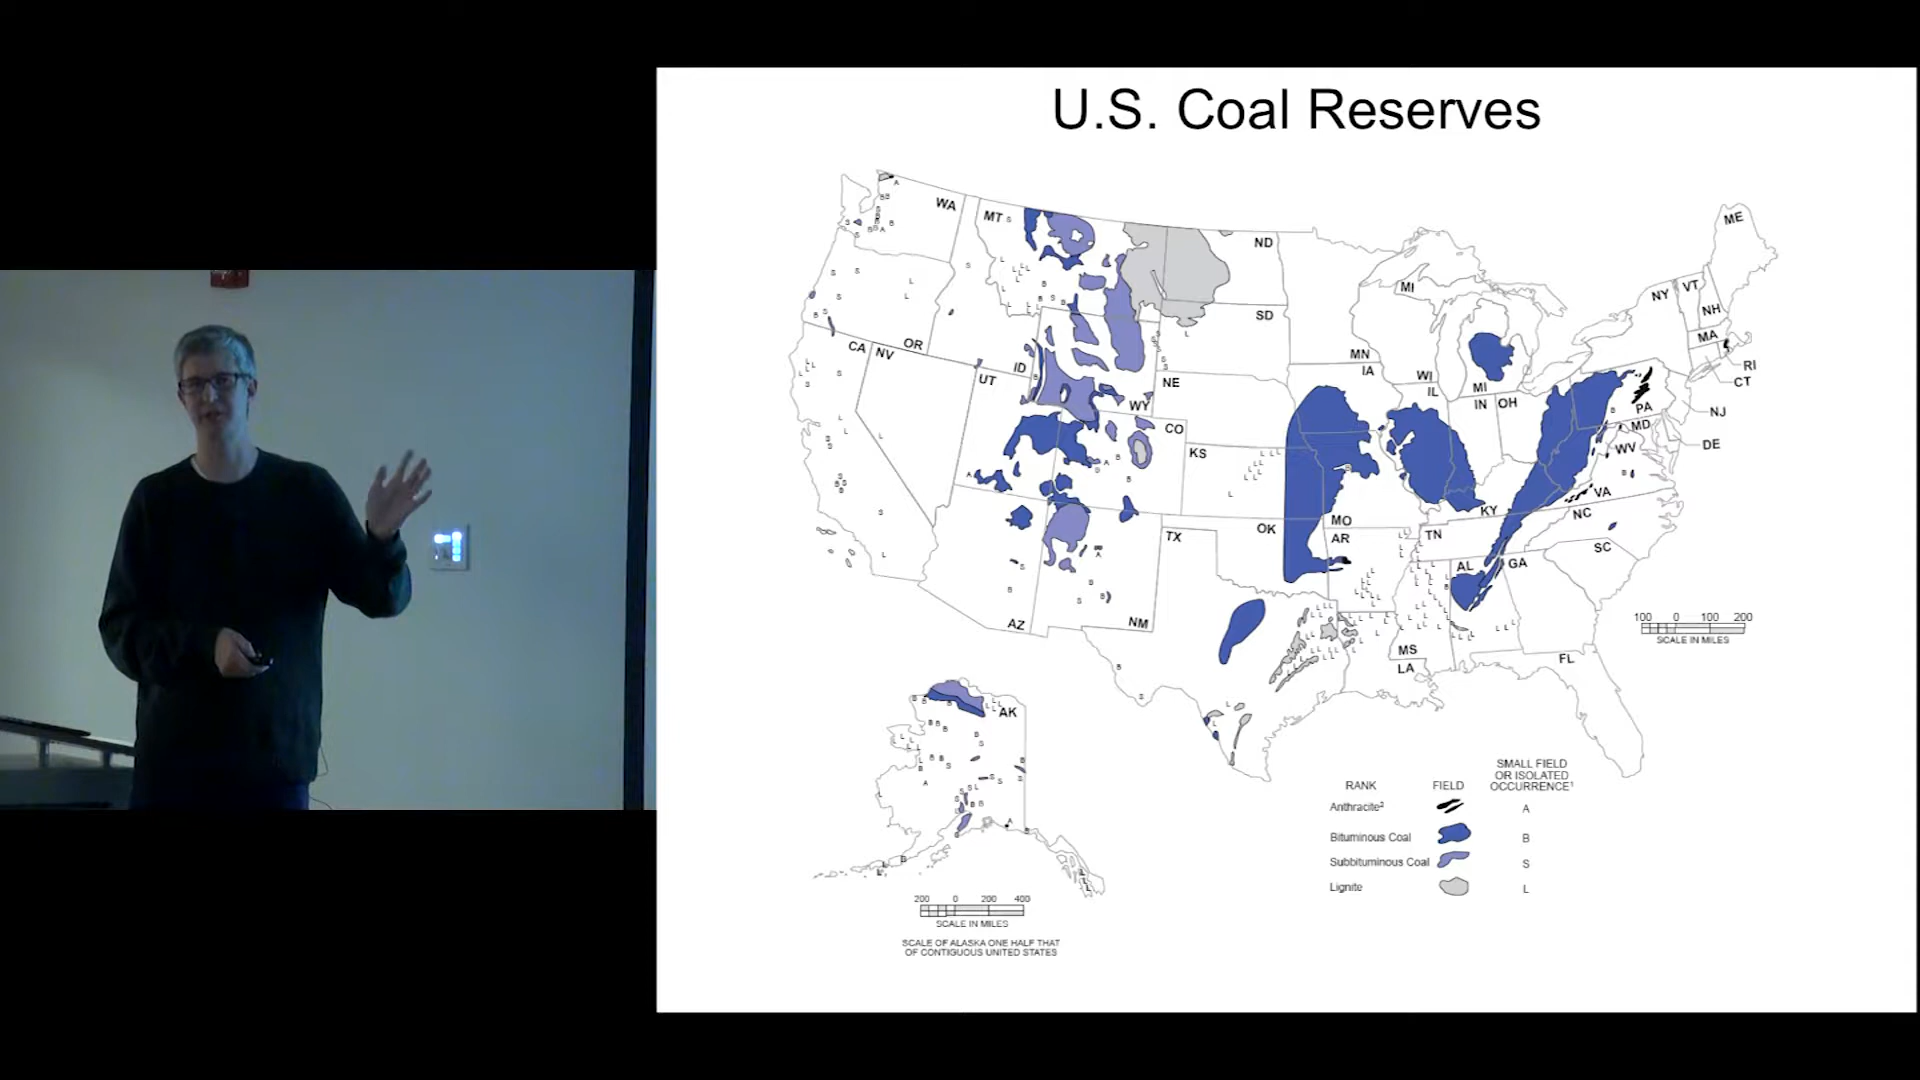 U.S. Coal Reserves
WA
MT
ND
ME
MI
NY
VT
NH
SD
MA
OR
CA
NV
ID
MN
IA
WI
IL
RI
CT
UT
NE
WY
MI
IN
OH
PA
NJ
CO
MD
DE
KS
WV
VA
KY
NC
MO
OK
TX
AR
TN
SC
AL
GA
AZ
NM
MS
LA
FL
AK
100 0 100 200
SCALE IN MILES
RANK FIELD SMALL FIELD
OR ISOLATED
OCCURRENCE¹
Anthracite² A
Bituminous Coal B
Subbituminous Coal S
Lignite L
200 0 200 400
SCALE IN MILES
SCALE OF ALASKA ONE HALF THAT
OF CONTIGUOUS UNITED STATES